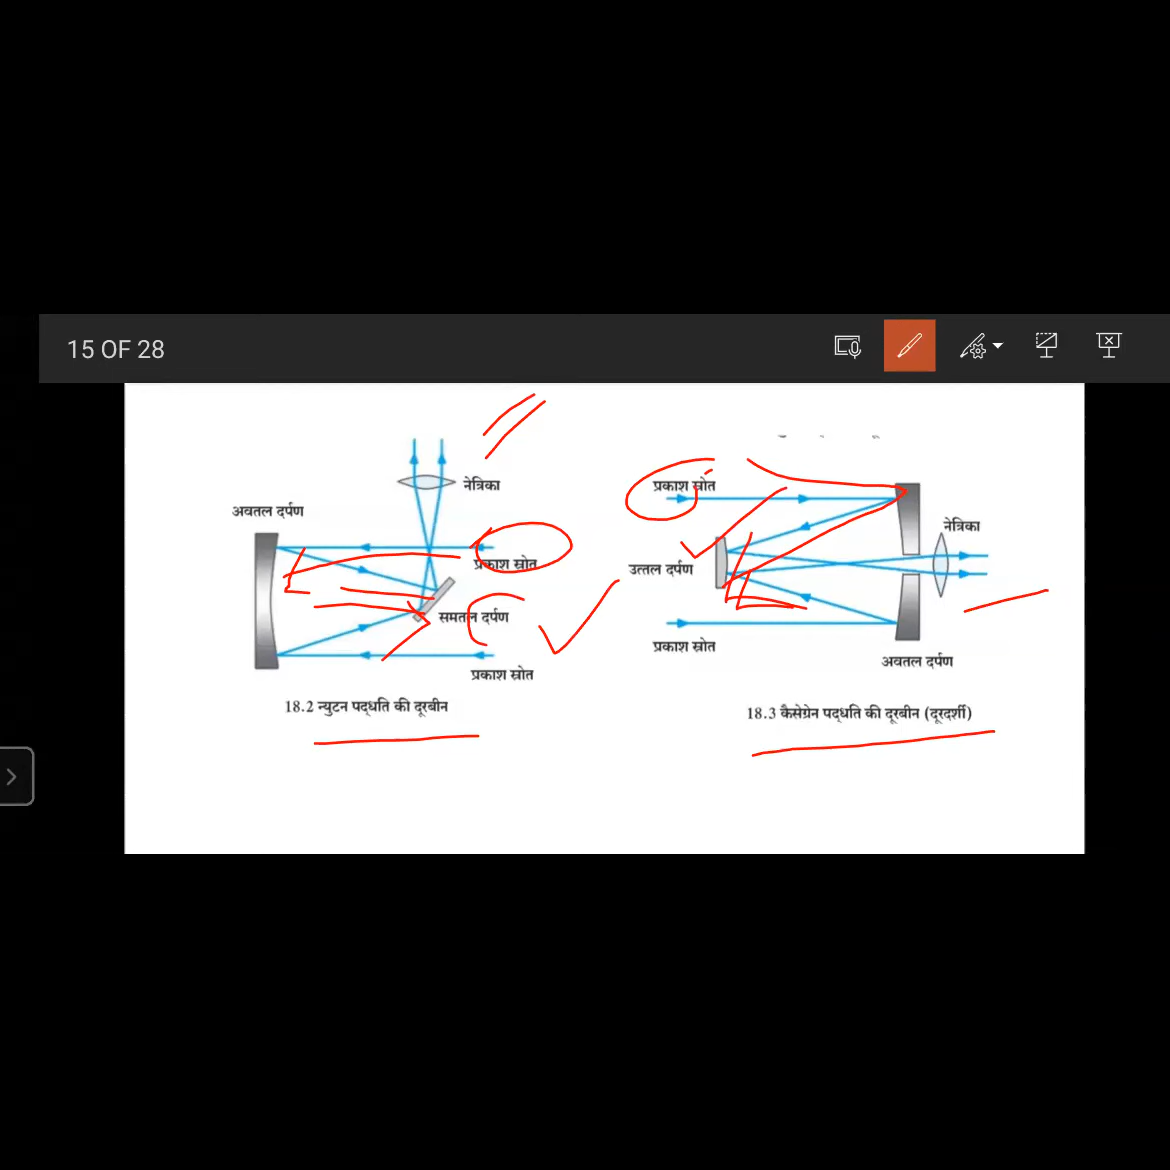 15 OF 28
नेत्रिका
अवतल दर्पण
प्रकाश स्रोत
समतल दर्पण
प्रकाश स्रोत
18.2 न्युटन पद्धति की दूरबीन
प्रकाश स्रोत
नेत्रिका
उत्तल दर्पण
प्रकाश स्रोत
अवतल दर्पण
18.3 कैसेग्रेन पद्धति की दूरबीन (दूरदर्शी)